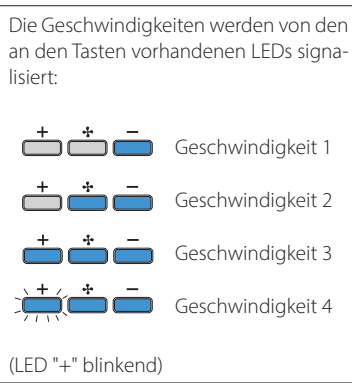 Die Geschwindigkeiten werden von den
an den Tasten vorhandenen LEDs signa-
lisiert:
+ −
Geschwindigkeit 1
+ −
Geschwindigkeit 2
+ −
Geschwindigkeit 3
+ −
Geschwindigkeit 4
(LED "+" blinkend)